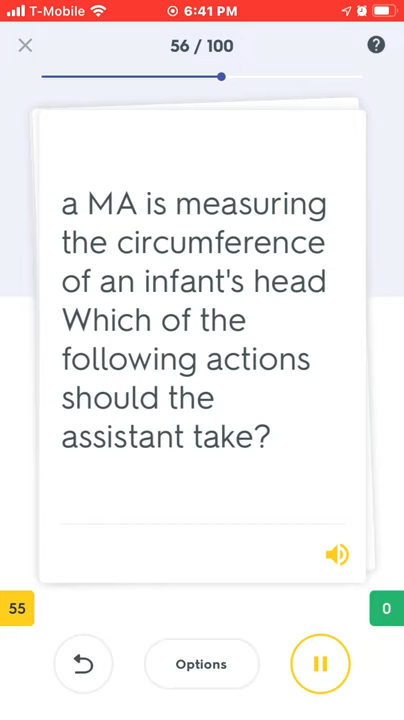 T-Mobile 6:41 PM
56 / 100
?
a MA is measuring
the circumference
of an infant's head
Which of the
following actions
should the
assistant take?
55
0
Options